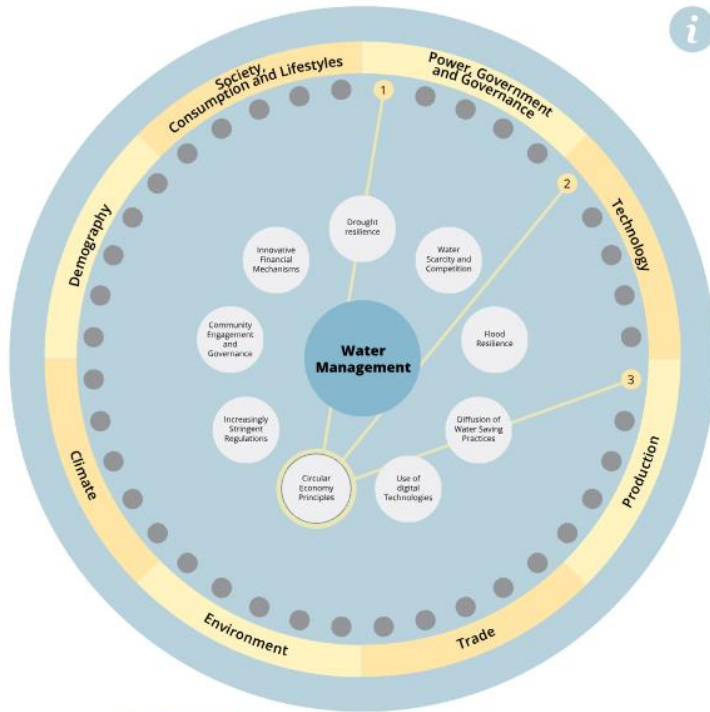 i
Society,
Consumption and Lifestyles
Power, Government
and Governance
1
2
Technology
Demography
Drought
resilience
Innovative
Financial
Mechanisms
Water
Scarcity and
Competition
Community
Engagement
and
Governance
Water
Management
Flood
Resilience
3
Increasingly
Stringent
Regulations
Diffusion of
Water Saving
Practices
Circular
Economy
Principles
Use of
digital
Technologies
Climate
Production
Environment
Trade